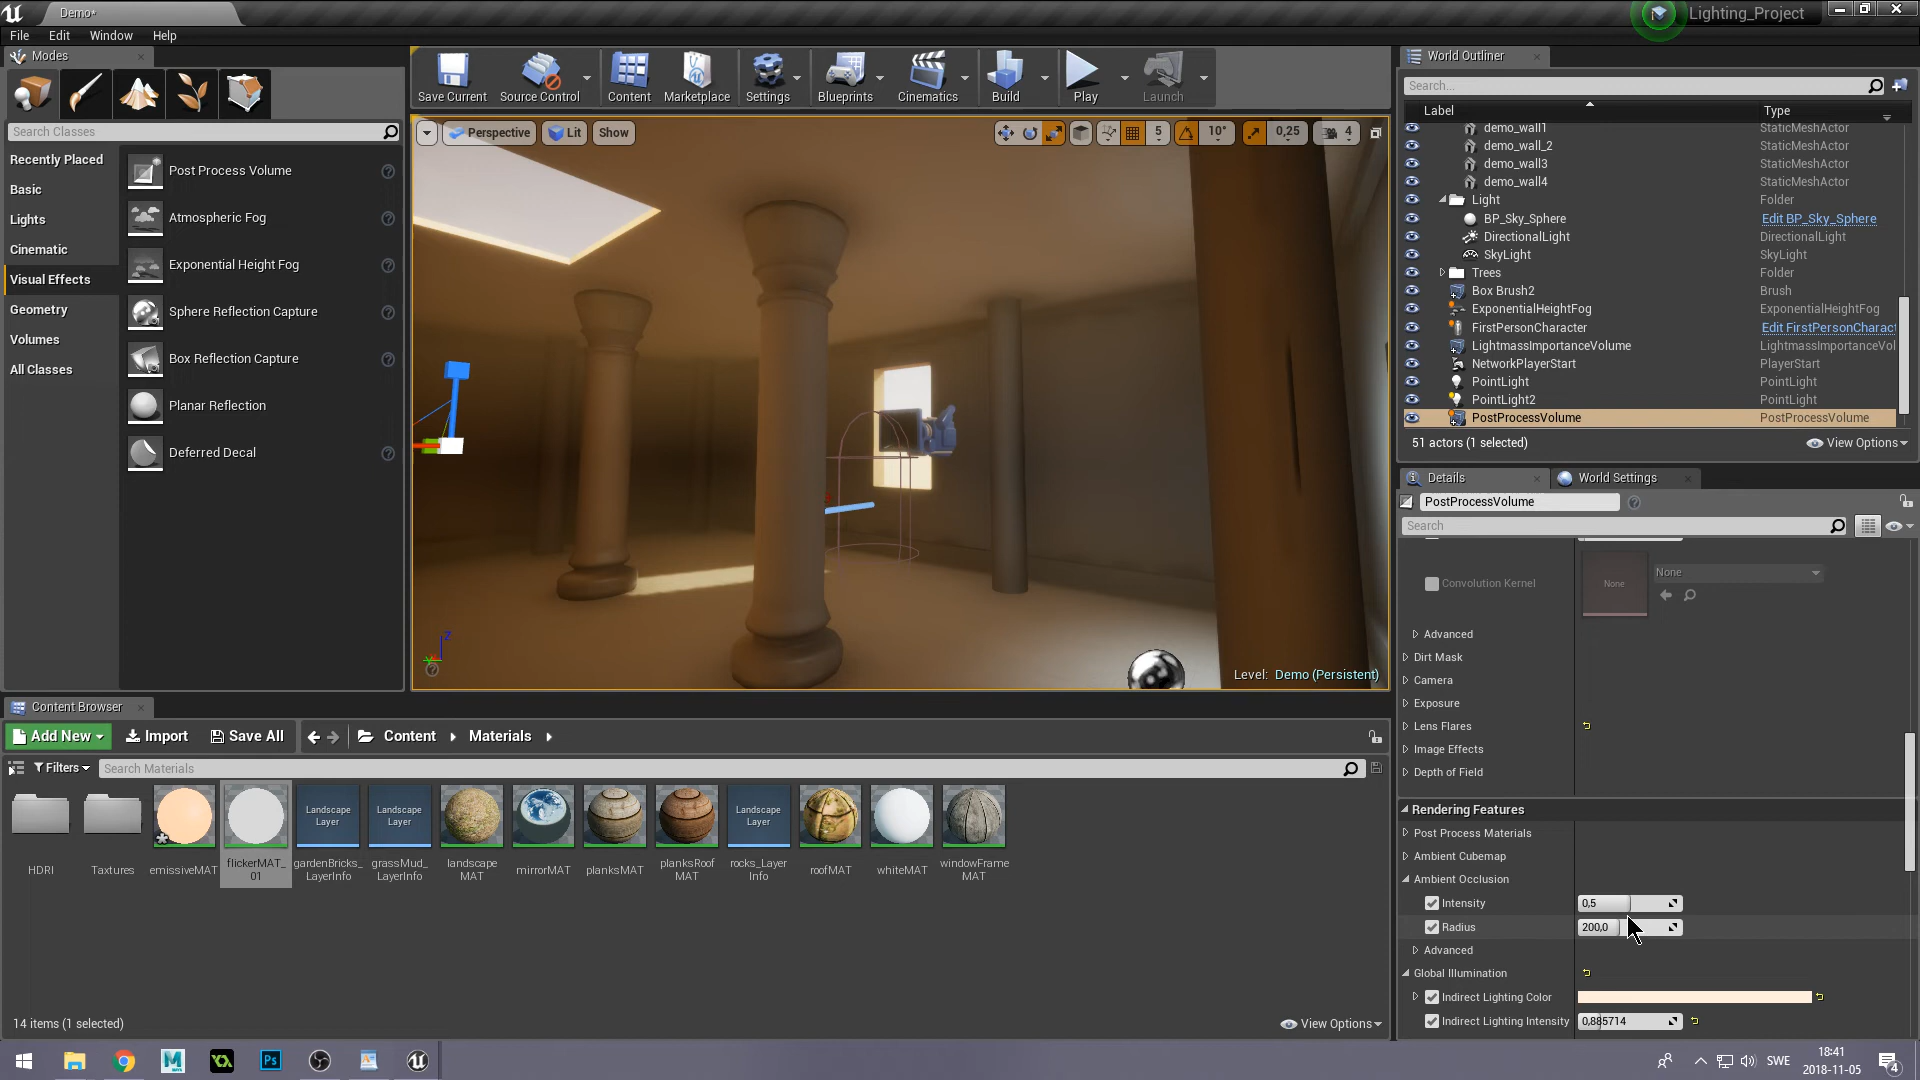 Demo*
Lighting_Project
File
Edit
Window
Help
Modes
Search Classes
Recently Placed
Basic
Lights
Cinematic
Visual Effects
Geometry
Volumes
All Classes
Post Process Volume
Atmospheric Fog
Exponential Height Fog
Sphere Reflection Capture
Box Reflection Capture
Planar Reflection
Deferred Decal
Save Current
Source Control
Content
Marketplace
Settings
Blueprints
Cinematics
Build
Play
Launch
Perspective
Lit
Show
5
10°
0,25
4
Z
Level: Demo (Persistent)
World Outliner
Search...
Label
Type
demo_wall1
StaticMeshActor
demo_wall_2
StaticMeshActor
demo_wall3
StaticMeshActor
demo_wall4
StaticMeshActor
Light
Folder
BP_Sky_Sphere
Edit BP_Sky_Sphere
DirectionalLight
DirectionalLight
SkyLight
SkyLight
Trees
Folder
Box Brush2
Brush
ExponentialHeightFog
ExponentialHeightFog
FirstPersonCharacter
Edit FirstPersonCharact
LightmassImportanceVolume
LightmassImportanceVol
NetworkPlayerStart
PlayerStart
PointLight
PointLight
PointLight2
PointLight
PostProcessVolume
PostProcessVolume
51 actors (1 selected)
View Options
Details
World Settings
PostProcessVolume
Search
Convolution Kernel
None
None
Advanced
Dirt Mask
Camera
Exposure
Lens Flares
Image Effects
Depth of Field
Rendering Features
Post Process Materials
Ambient Cubemap
Ambient Occlusion
Intensity
0,5
Radius
200,0
Advanced
Global Illumination
Indirect Lighting Color
Indirect Lighting Intensity
0,885714
Content Browser
Add New
Import
Save All
Content
Materials
Filters
Search Materials
Landscape
Layer
Landscape
Layer
Landscape
Layer
HDRI
Taxtures
emissiveMAT
flickerMAT_
01
gardenBricks_
LayerInfo
grassMud_
LayerInfo
landscape
MAT
mirrorMAT
planksMAT
planksRoof
MAT
rocks_Layer
Info
roofMAT
whiteMAT
windowFrame
MAT
14 items (1 selected)
View Options
Ps
SWE
18:41
2018-11-05
4